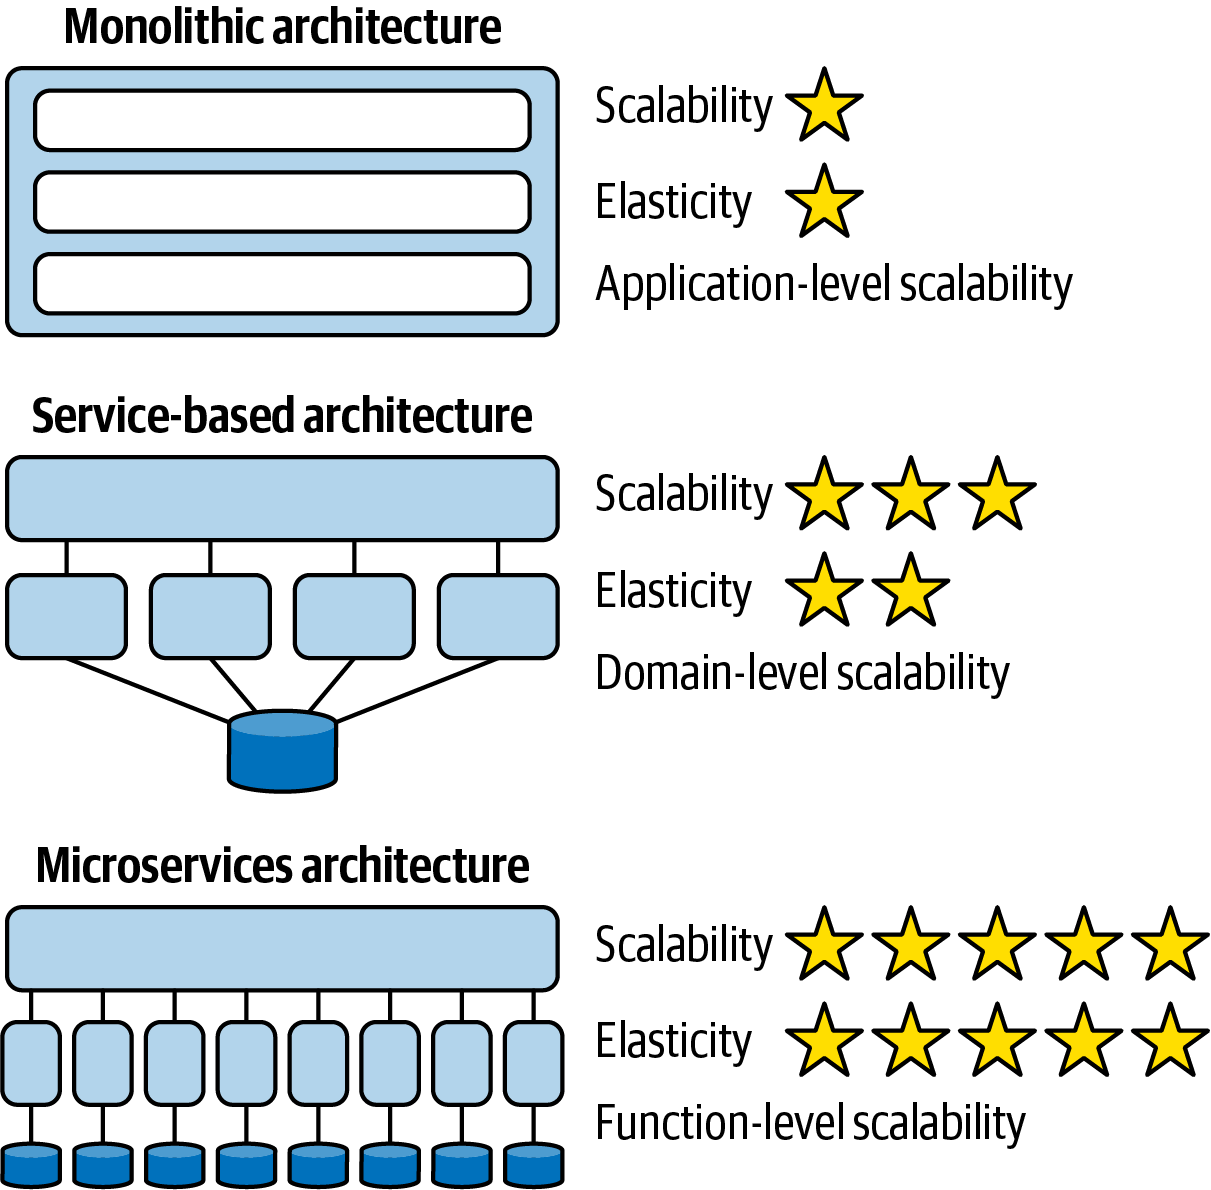 Monolithic architecture
Scalability
Elasticity
Application-level scalability
Service-based architecture
Scalability
Elasticity
Domain-level scalability
Microservices architecture
Scalability
Elasticity
Function-level scalability